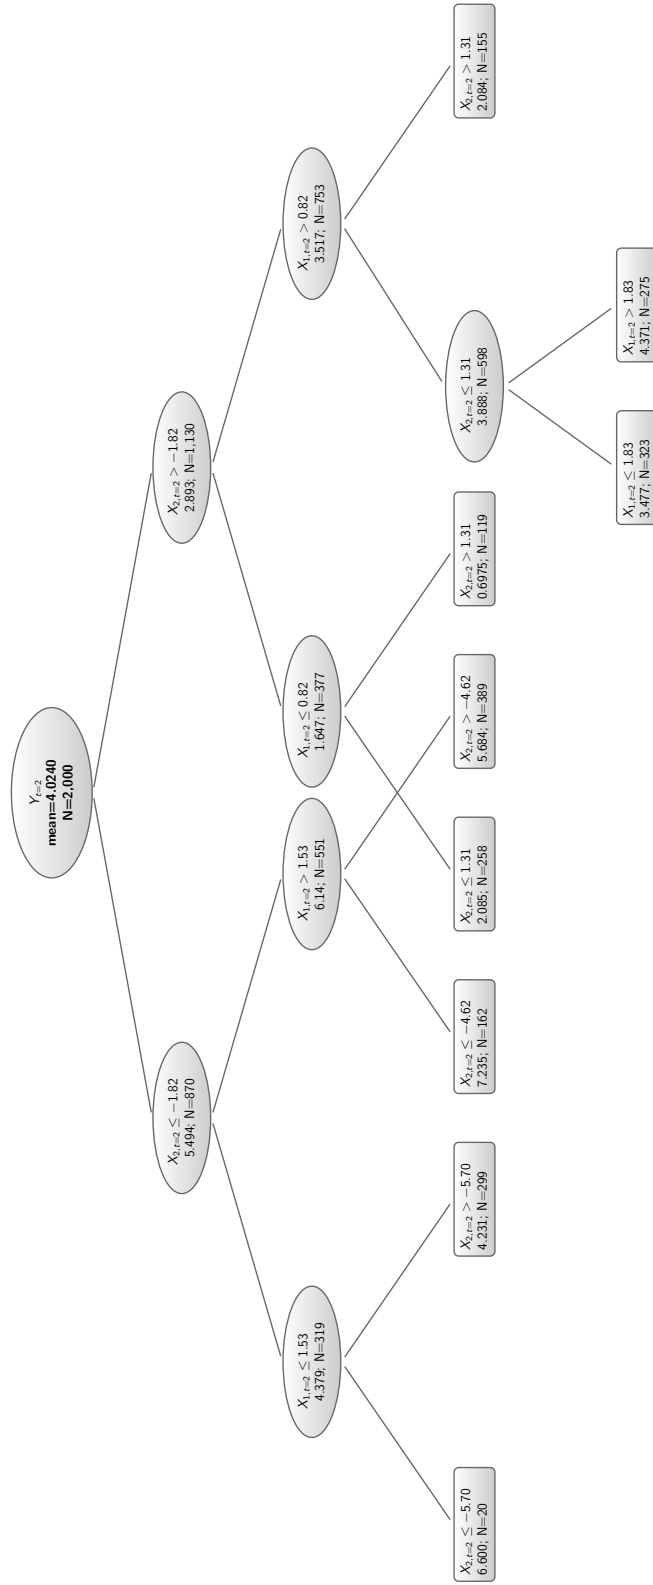 Y_{t=2}
mean=4.0240
N=2,000
X_{2,t=2} ≤ −1.82
5.494; N=870
X_{2,t=2} > −1.82
2.893; N=1,130
X_{1,t=2} ≤ 1.53
4.379; N=319
X_{1,t=2} > 1.53
6.14; N=551
X_{1,t=2} ≤ 0.82
1.647; N=377
X_{1,t=2} > 0.82
3.517; N=753
X_{2,t=2} ≤ −5.70
6.600; N=20
X_{2,t=2} > −5.70
4.231; N=299
X_{2,t=2} ≤ −4.62
7.235; N=162
X_{2,t=2} ≤ 1.31
2.085; N=258
X_{2,t=2} > −4.62
5.684; N=389
X_{2,t=2} > 1.31
0.6975; N=119
X_{2,t=2} ≤ 1.31
3.888; N=598
X_{2,t=2} > 1.31
2.084; N=155
X_{1,t=2} ≤ 1.83
3.477; N=323
X_{1,t=2} > 1.83
4.371; N=275